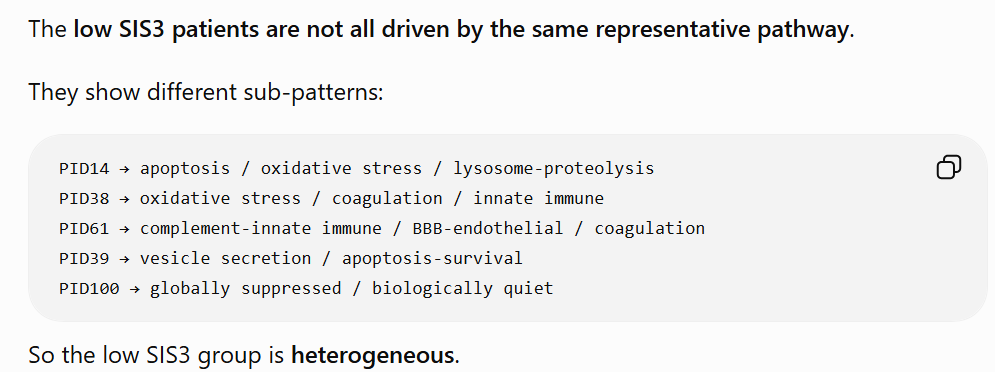 The low SIS3 patients are not all driven by the same representative pathway.
They show different sub-patterns:
PID14 → apoptosis / oxidative stress / lysosome-proteolysis
PID38 → oxidative stress / coagulation / innate immune
PID61 → complement-innate immune / BBB-endothelial / coagulation
PID39 → vesicle secretion / apoptosis-survival
PID100 → globally suppressed / biologically quiet
So the low SIS3 group is heterogeneous.